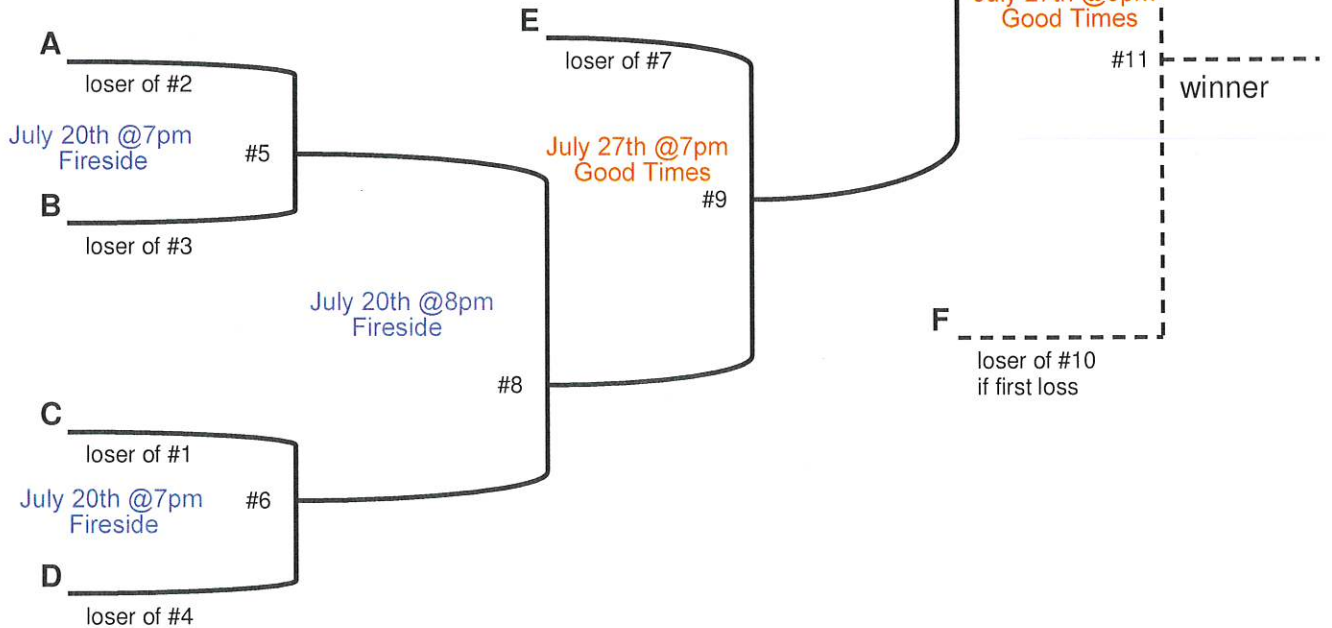 Good Times
E
A
loser of #7
#11
loser of #2
winner
July 20th @7pm
Fireside
#5
July 27th @7pm
Good Times
B
#9
loser of #3
July 20th @8pm
Fireside
F
loser of #10
if first loss
#8
C
loser of #1
July 20th @7pm
Fireside
#6
D
loser of #4